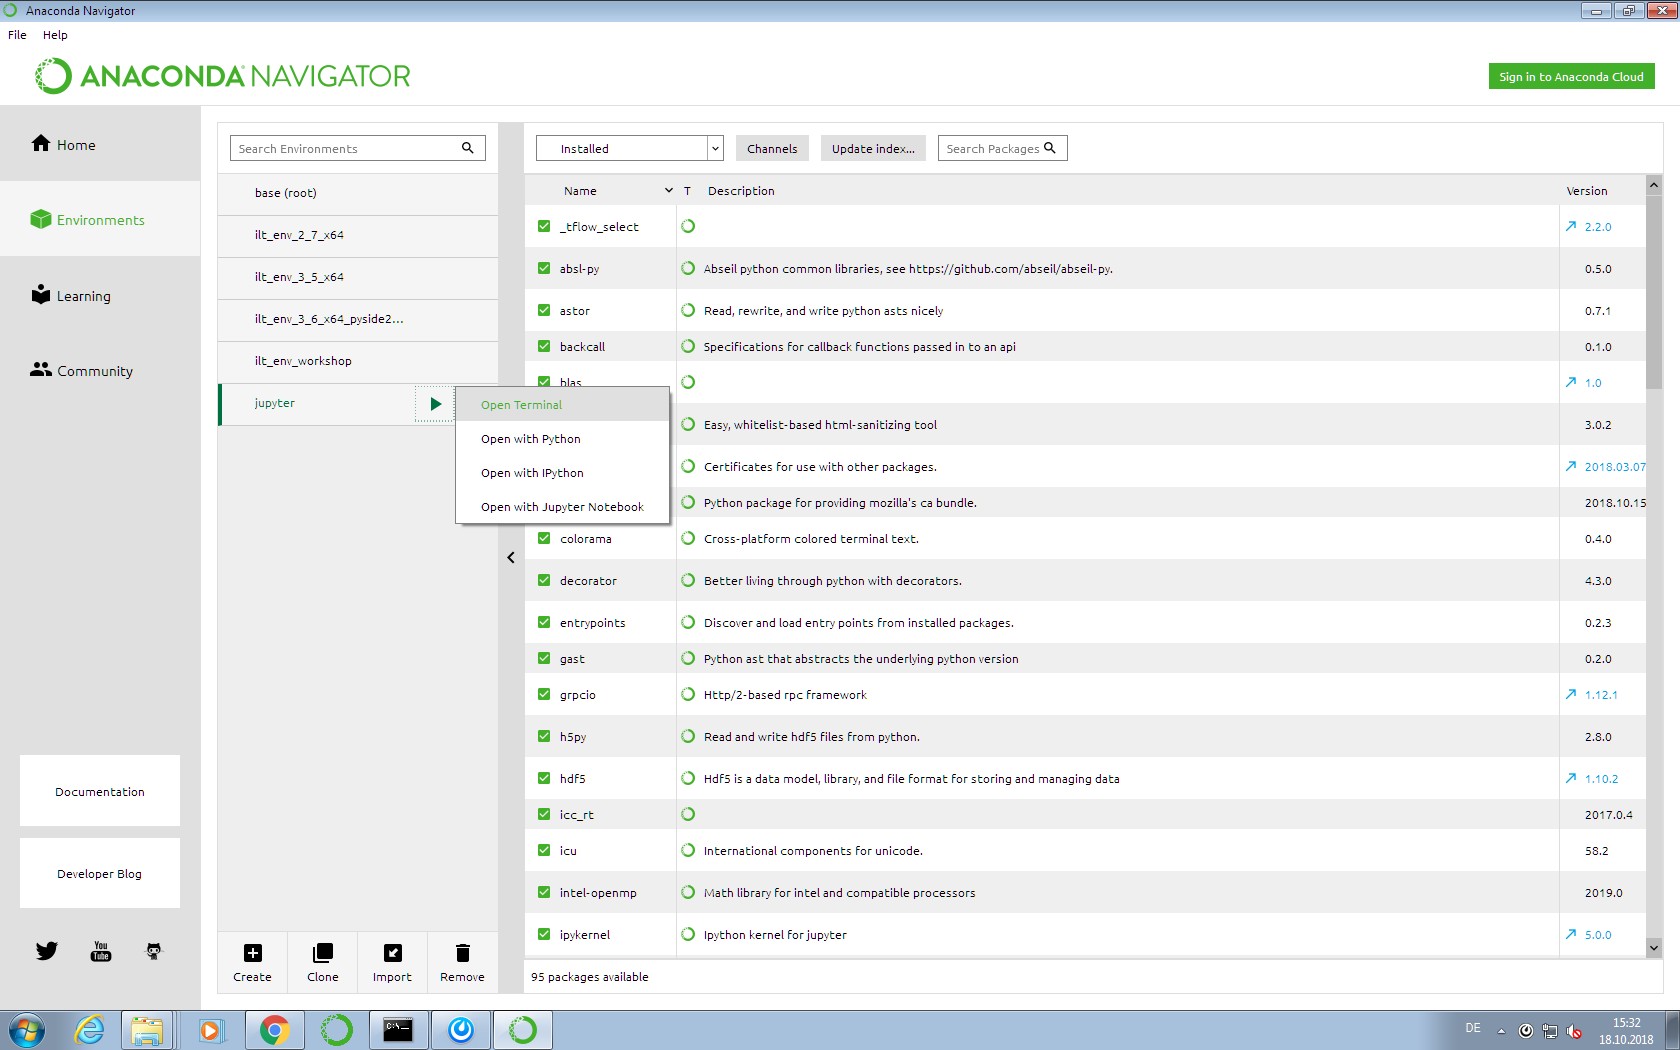 Anaconda Navigator
File Help
ANACONDA NAVIGATOR
Sign in to Anaconda Cloud
Home
Environments
Learning
Community
Documentation
Developer Blog
You Tube
Search Environments
base (root)
ilt_env_2_7_x64
ilt_env_3_5_x64
ilt_env_3_6_x64_pyside2...
ilt_env_workshop
jupyter
Open Terminal
Open with Python
Open with IPython
Open with Jupyter Notebook
Create Clone Import Remove
Installed Channels Update index... Search Packages
Name T Description Version
_tflow_select 2.2.0
absl-py Abseil python common libraries, see https://github.com/abseil/abseil-py. 0.5.0
astor Read, rewrite, and write python asts nicely 0.7.1
backcall Specifications for callback functions passed in to an api 0.1.0
blas 1.0
Easy, whitelist-based html-sanitizing tool 3.0.2
Certificates for use with other packages. 2018.03.07
Python package for providing mozilla's ca bundle. 2018.10.15
colorama Cross-platform colored terminal text. 0.4.0
decorator Better living through python with decorators. 4.3.0
entrypoints Discover and load entry points from installed packages. 0.2.3
gast Python ast that abstracts the underlying python version 0.2.0
grpcio Http/2-based rpc framework 1.12.1
h5py Read and write hdf5 files from python. 2.8.0
hdf5 Hdf5 is a data model, library, and file format for storing and managing data 1.10.2
icc_rt 2017.0.4
icu International components for unicode. 58.2
intel-openmp Math library for intel and compatible processors 2019.0
ipykernel Ipython kernel for jupyter 5.0.0
95 packages available
C:\
DE
15:32
18.10.2018